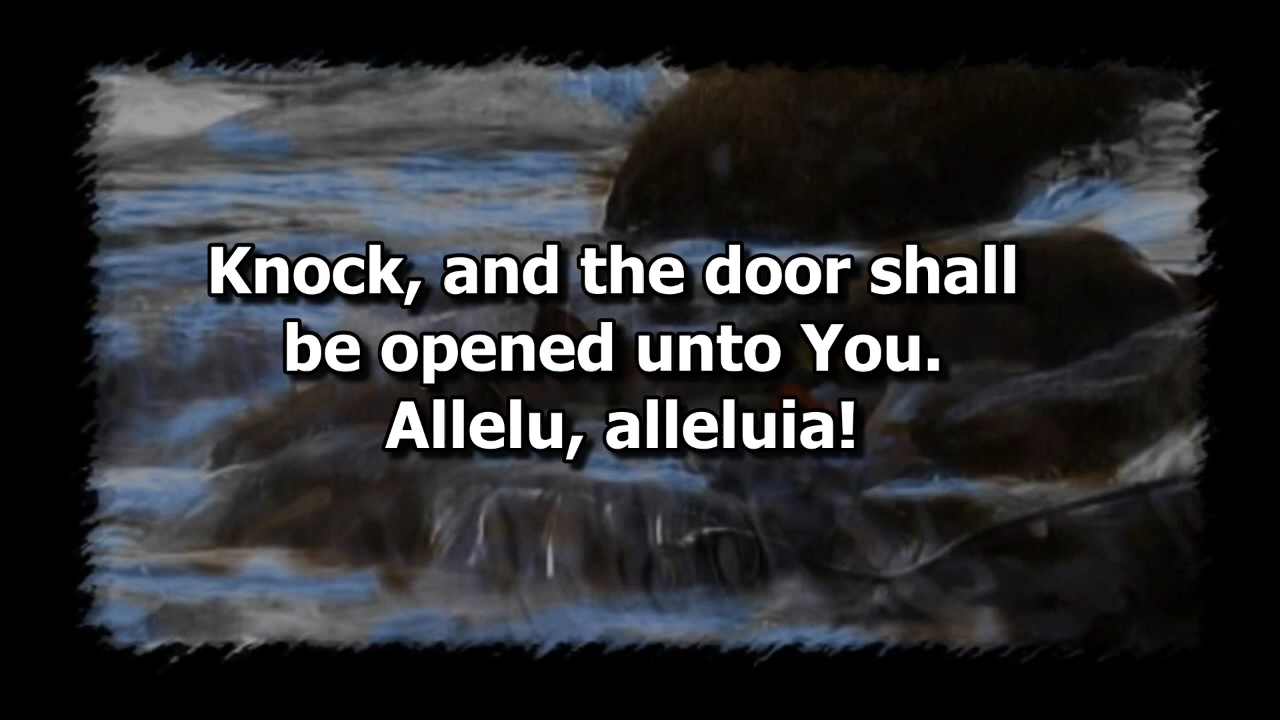 Knock, and the door shall
be opened unto You.
Allelu, alleluia!